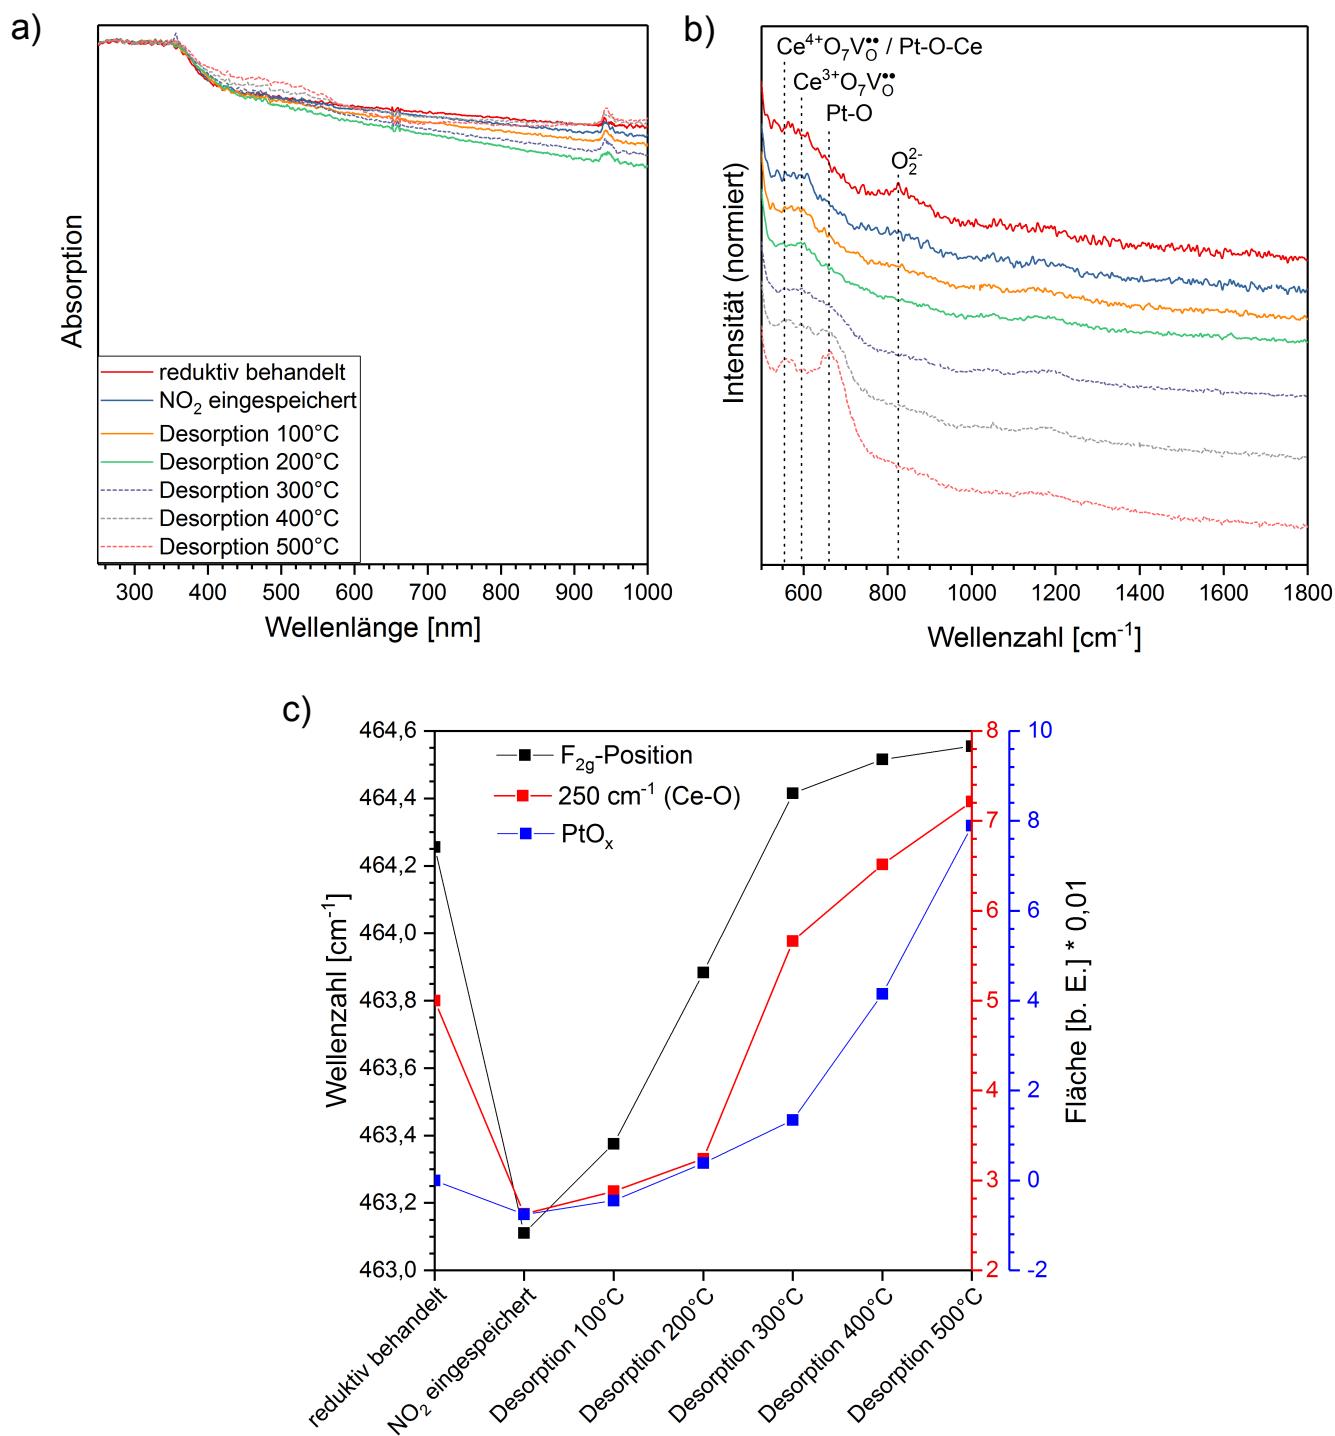 a)
Absorption
reduktiv behandelt
NO₂ eingespeichert
Desorption 100°C
Desorption 200°C
Desorption 300°C
Desorption 400°C
Desorption 500°C
300 400 500 600 700 800 900 1000
Wellenlänge [nm]
b)
Ce⁴⁺O₇V_O^•• / Pt-O-Ce
Ce³⁺O₇V_O^••
Pt-O
O₂²⁻
Intensität (normiert)
600 800 1000 1200 1400 1600 1800
Wellenzahl [cm⁻¹]
c)
F₂g-Position
250 cm⁻¹ (Ce-O)
PtOₓ
464,6
464,4
464,2
464,0
463,8
463,6
463,4
463,2
463,0
Wellenzahl [cm⁻¹]
8
7
6
5
4
3
2
10
8
6
4
2
0
-2
Fläche [b. E.] * 0,01
reduktiv behandelt
NO₂ eingespeichert
Desorption 100°C
Desorption 200°C
Desorption 300°C
Desorption 400°C
Desorption 500°C